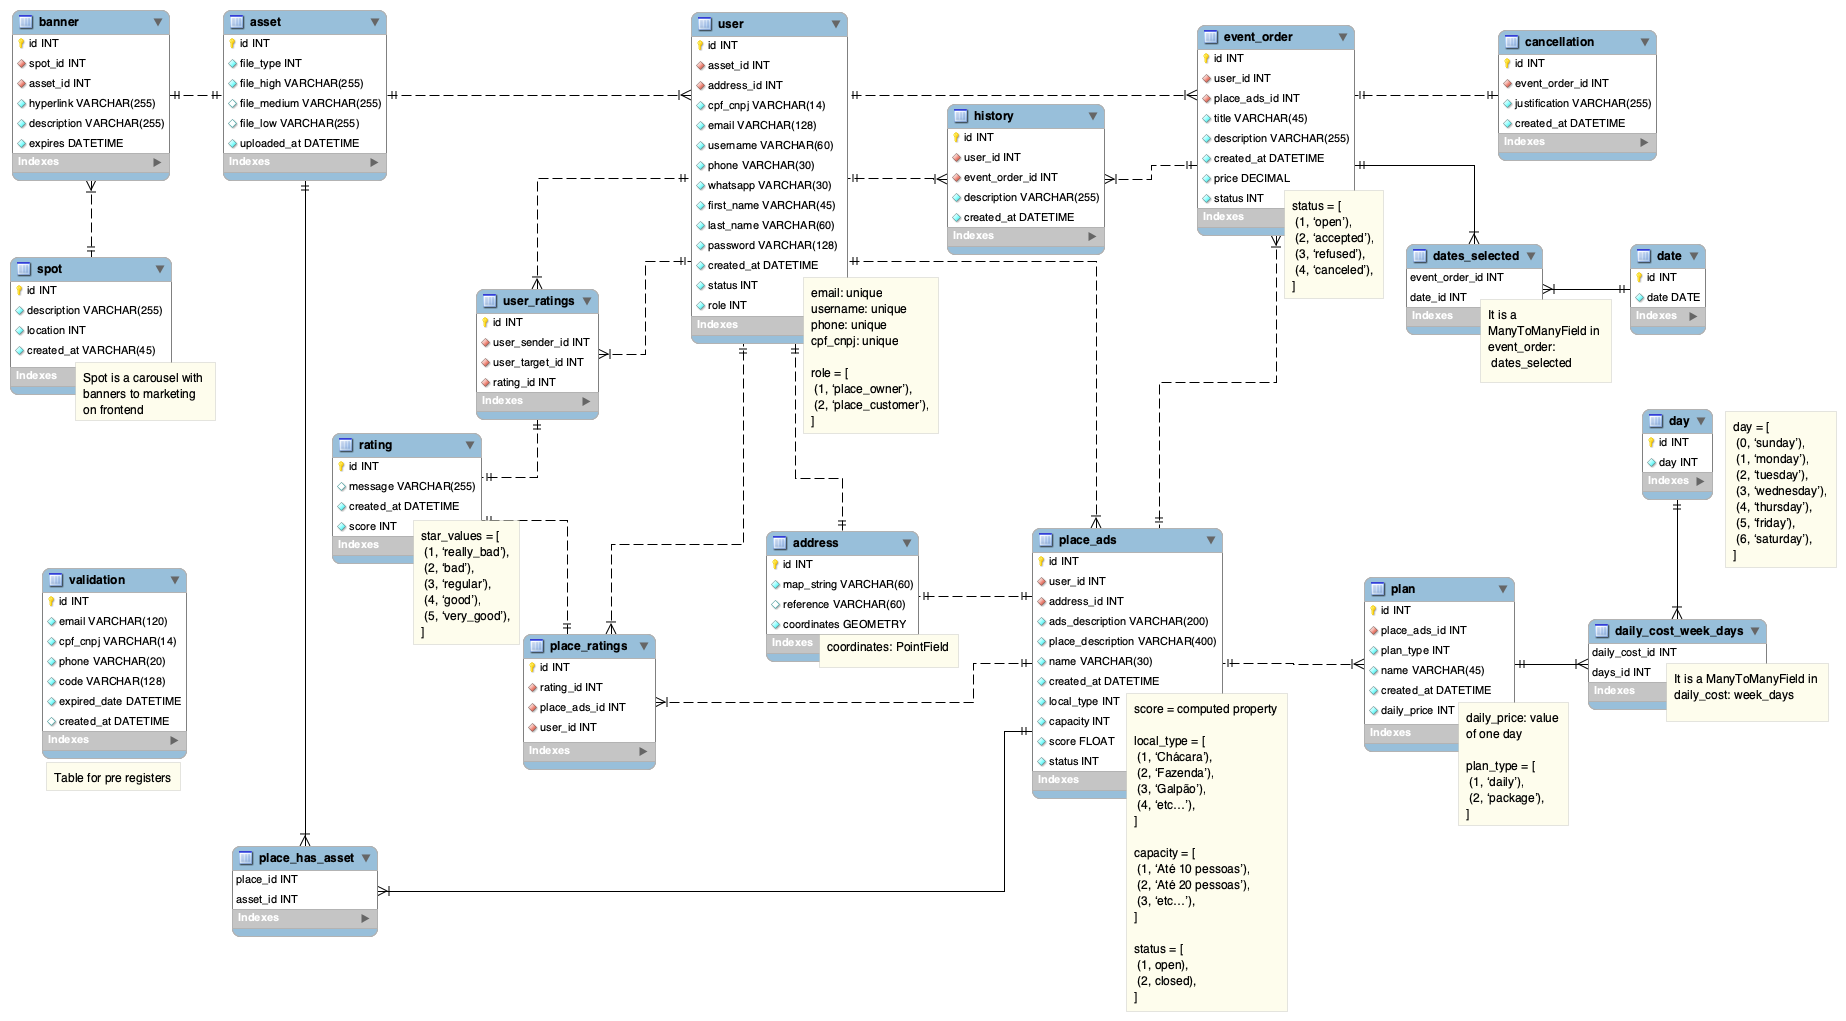 banner
id INT
spot_id INT
asset_id INT
hyperlink VARCHAR(255)
description VARCHAR(255)
expires DATETIME
Indexes
asset
id INT
file_type INT
file_high VARCHAR(255)
file_medium VARCHAR(255)
file_low VARCHAR(255)
uploaded_at DATETIME
Indexes
user
id INT
asset_id INT
address_id INT
cpf_cnpj VARCHAR(14)
email VARCHAR(128)
username VARCHAR(60)
phone VARCHAR(30)
whatsapp VARCHAR(30)
first_name VARCHAR(45)
last_name VARCHAR(60)
password VARCHAR(128)
created_at DATETIME
status INT
role INT
Indexes
email: unique
username: unique
phone: unique
cpf_cnpj: unique
role = [
(1, ‘place_owner’),
(2, ‘place_customer’),
]
history
id INT
user_id INT
event_order_id INT
description VARCHAR(255)
created_at DATETIME
Indexes
event_order
id INT
user_id INT
place_ads_id INT
title VARCHAR(45)
description VARCHAR(255)
created_at DATETIME
price DECIMAL
status INT
Indexes
status = [
(1, ‘open’),
(2, ‘accepted’),
(3, ‘refused’),
(4, ‘canceled’),
]
cancellation
id INT
event_order_id INT
justification VARCHAR(255)
created_at DATETIME
Indexes
spot
id INT
description VARCHAR(255)
location INT
created_at VARCHAR(45)
Indexes
Spot is a carousel with
banners to marketing
on frontend
user_ratings
id INT
user_sender_id INT
user_target_id INT
rating_id INT
Indexes
dates_selected
event_order_id INT
date_id INT
Indexes
It is a
ManyToManyField in
event_order:
dates_selected
date
id INT
date DATE
Indexes
rating
id INT
message VARCHAR(255)
created_at DATETIME
score INT
Indexes
star_values = [
(1, ‘really_bad’),
(2, ‘bad’),
(3, ‘regular’),
(4, ‘good’),
(5, ‘very_good’),
]
day
id INT
day INT
Indexes
day = [
(0, ‘sunday’),
(1, ‘monday’),
(2, ‘tuesday’),
(3, ‘wednesday’),
(4, ‘thursday’),
(5, ‘friday’),
(6, ‘saturday’),
]
validation
id INT
email VARCHAR(120)
cpf_cnpj VARCHAR(14)
phone VARCHAR(20)
code VARCHAR(128)
expired_date DATETIME
created_at DATETIME
Indexes
Table for pre registers
place_ratings
id INT
rating_id INT
place_ads_id INT
user_id INT
Indexes
address
id INT
map_string VARCHAR(60)
reference VARCHAR(60)
coordinates GEOMETRY
Indexes
coordinates: PointField
place_ads
id INT
user_id INT
address_id INT
ads_description VARCHAR(200)
place_description VARCHAR(400)
name VARCHAR(30)
created_at DATETIME
local_type INT
capacity INT
score FLOAT
status INT
Indexes
score = computed property
local_type = [
(1, ‘Chácara’),
(2, ‘Fazenda’),
(3, ‘Galpão’),
(4, ‘etc…’),
]
capacity = [
(1, ‘Até 10 pessoas’),
(2, ‘Até 20 pessoas’),
(3, ‘etc…’),
]
status = [
(1, open),
(2, closed),
]
plan
id INT
place_ads_id INT
plan_type INT
name VARCHAR(45)
created_at DATETIME
daily_price INT
Indexes
daily_price: value
of one day
plan_type = [
(1, ‘daily’),
(2, ‘package’),
]
daily_cost_week_days
daily_cost_id INT
days_id INT
Indexes
It is a ManyToManyField in
daily_cost: week_days
place_has_asset
place_id INT
asset_id INT
Indexes